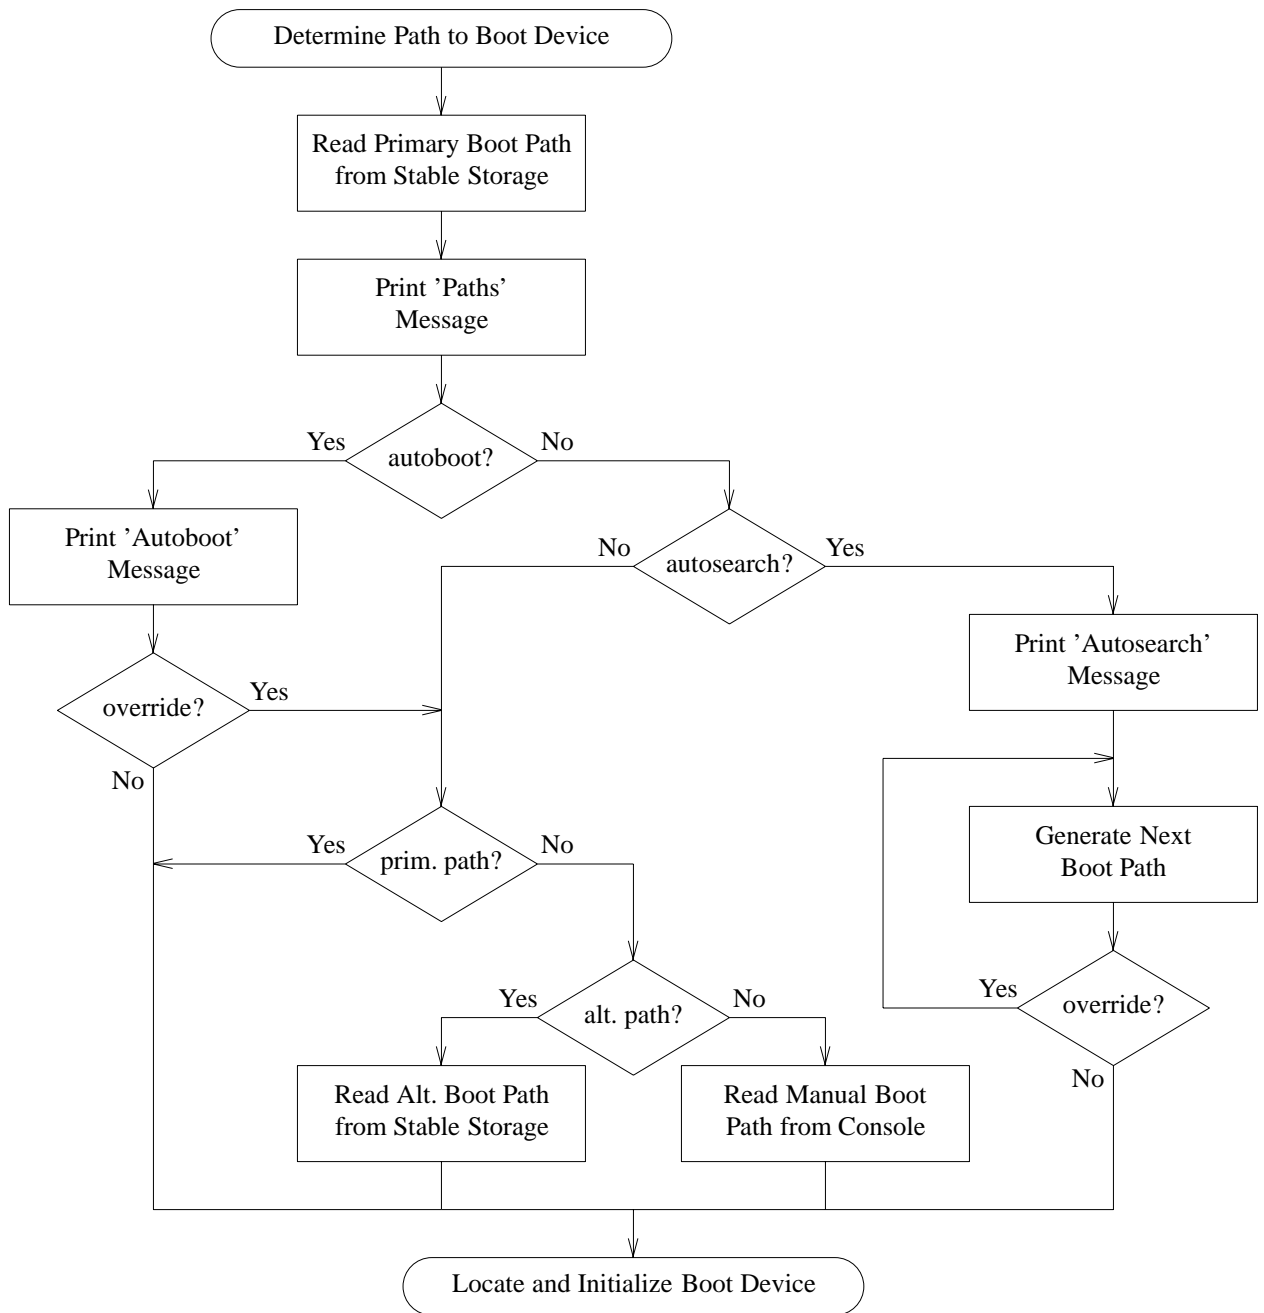 Determine Path to Boot Device
Read Primary Boot Path
from Stable Storage
Print ’Paths’
Message
Yes
No
autoboot?
Print ’Autoboot’
Message
No
Yes
autosearch?
Print ’Autosearch’
Message
override?
Yes
No
Yes
No
prim. path?
Generate Next
Boot Path
Yes
No
alt. path?
Yes
override?
No
Read Alt. Boot Path
from Stable Storage
Read Manual Boot
Path from Console
Locate and Initialize Boot Device